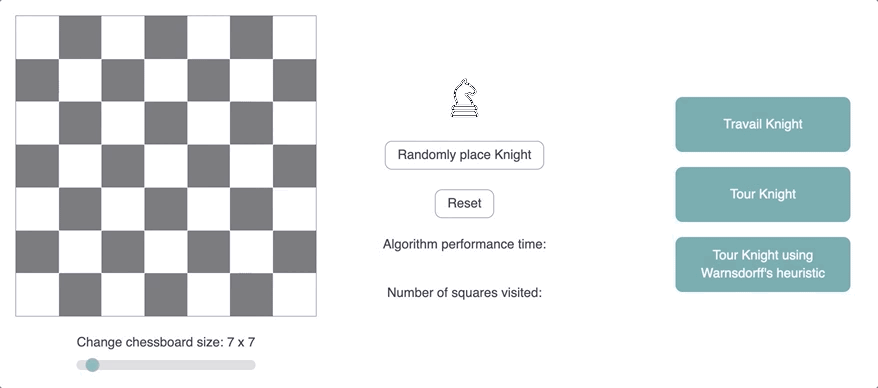 Randomly place Knight
Reset
Algorithm performance time:
Number of squares visited:
Change chessboard size: 7 x 7
Travail Knight
Tour Knight
Tour Knight using
Warnsdorff's heuristic